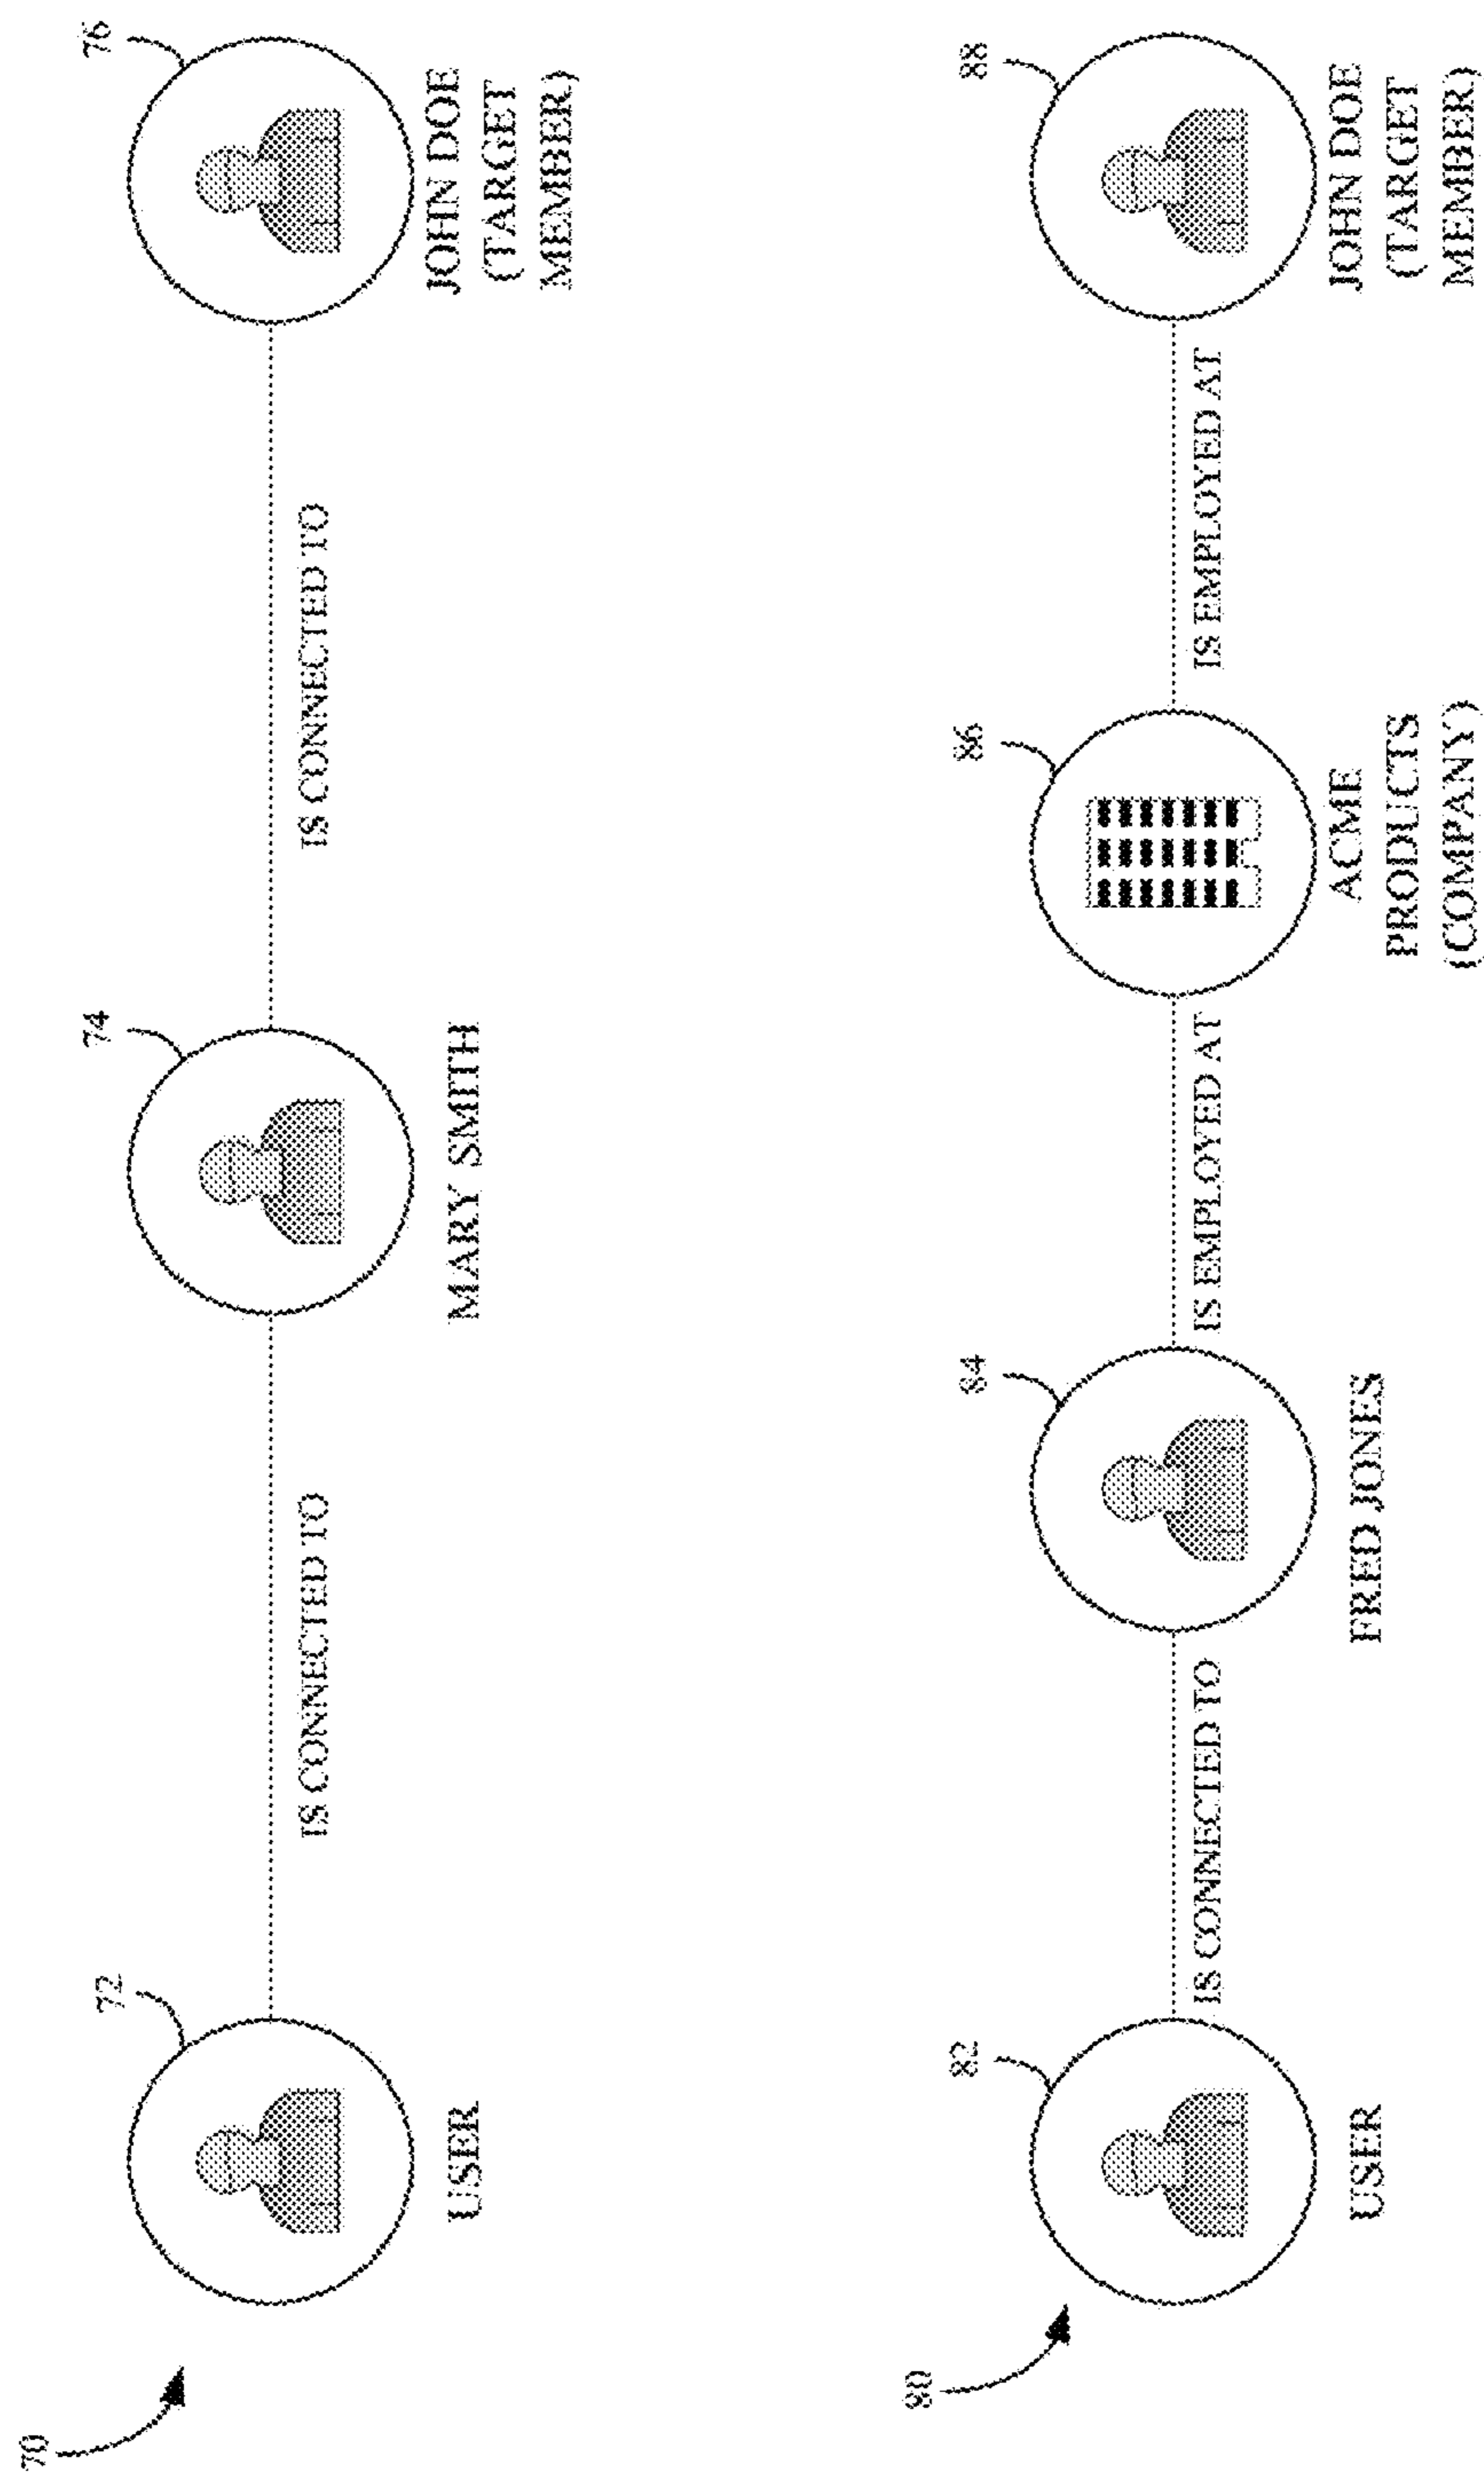 70
72
74
76
IS CONNECTED TO
IS CONNECTED TO
USER
MARY SMITH
JOHN DOE
(TARGET
MEMBER)
80
82
84
86
88
IS CONNECTED TO
IS EMPLOYED AT
IS EMPLOYED AT
USER
FRED JONES
ACME
PRODUCTS
(COMPANY)
JOHN DOE
(TARGET
MEMBER)